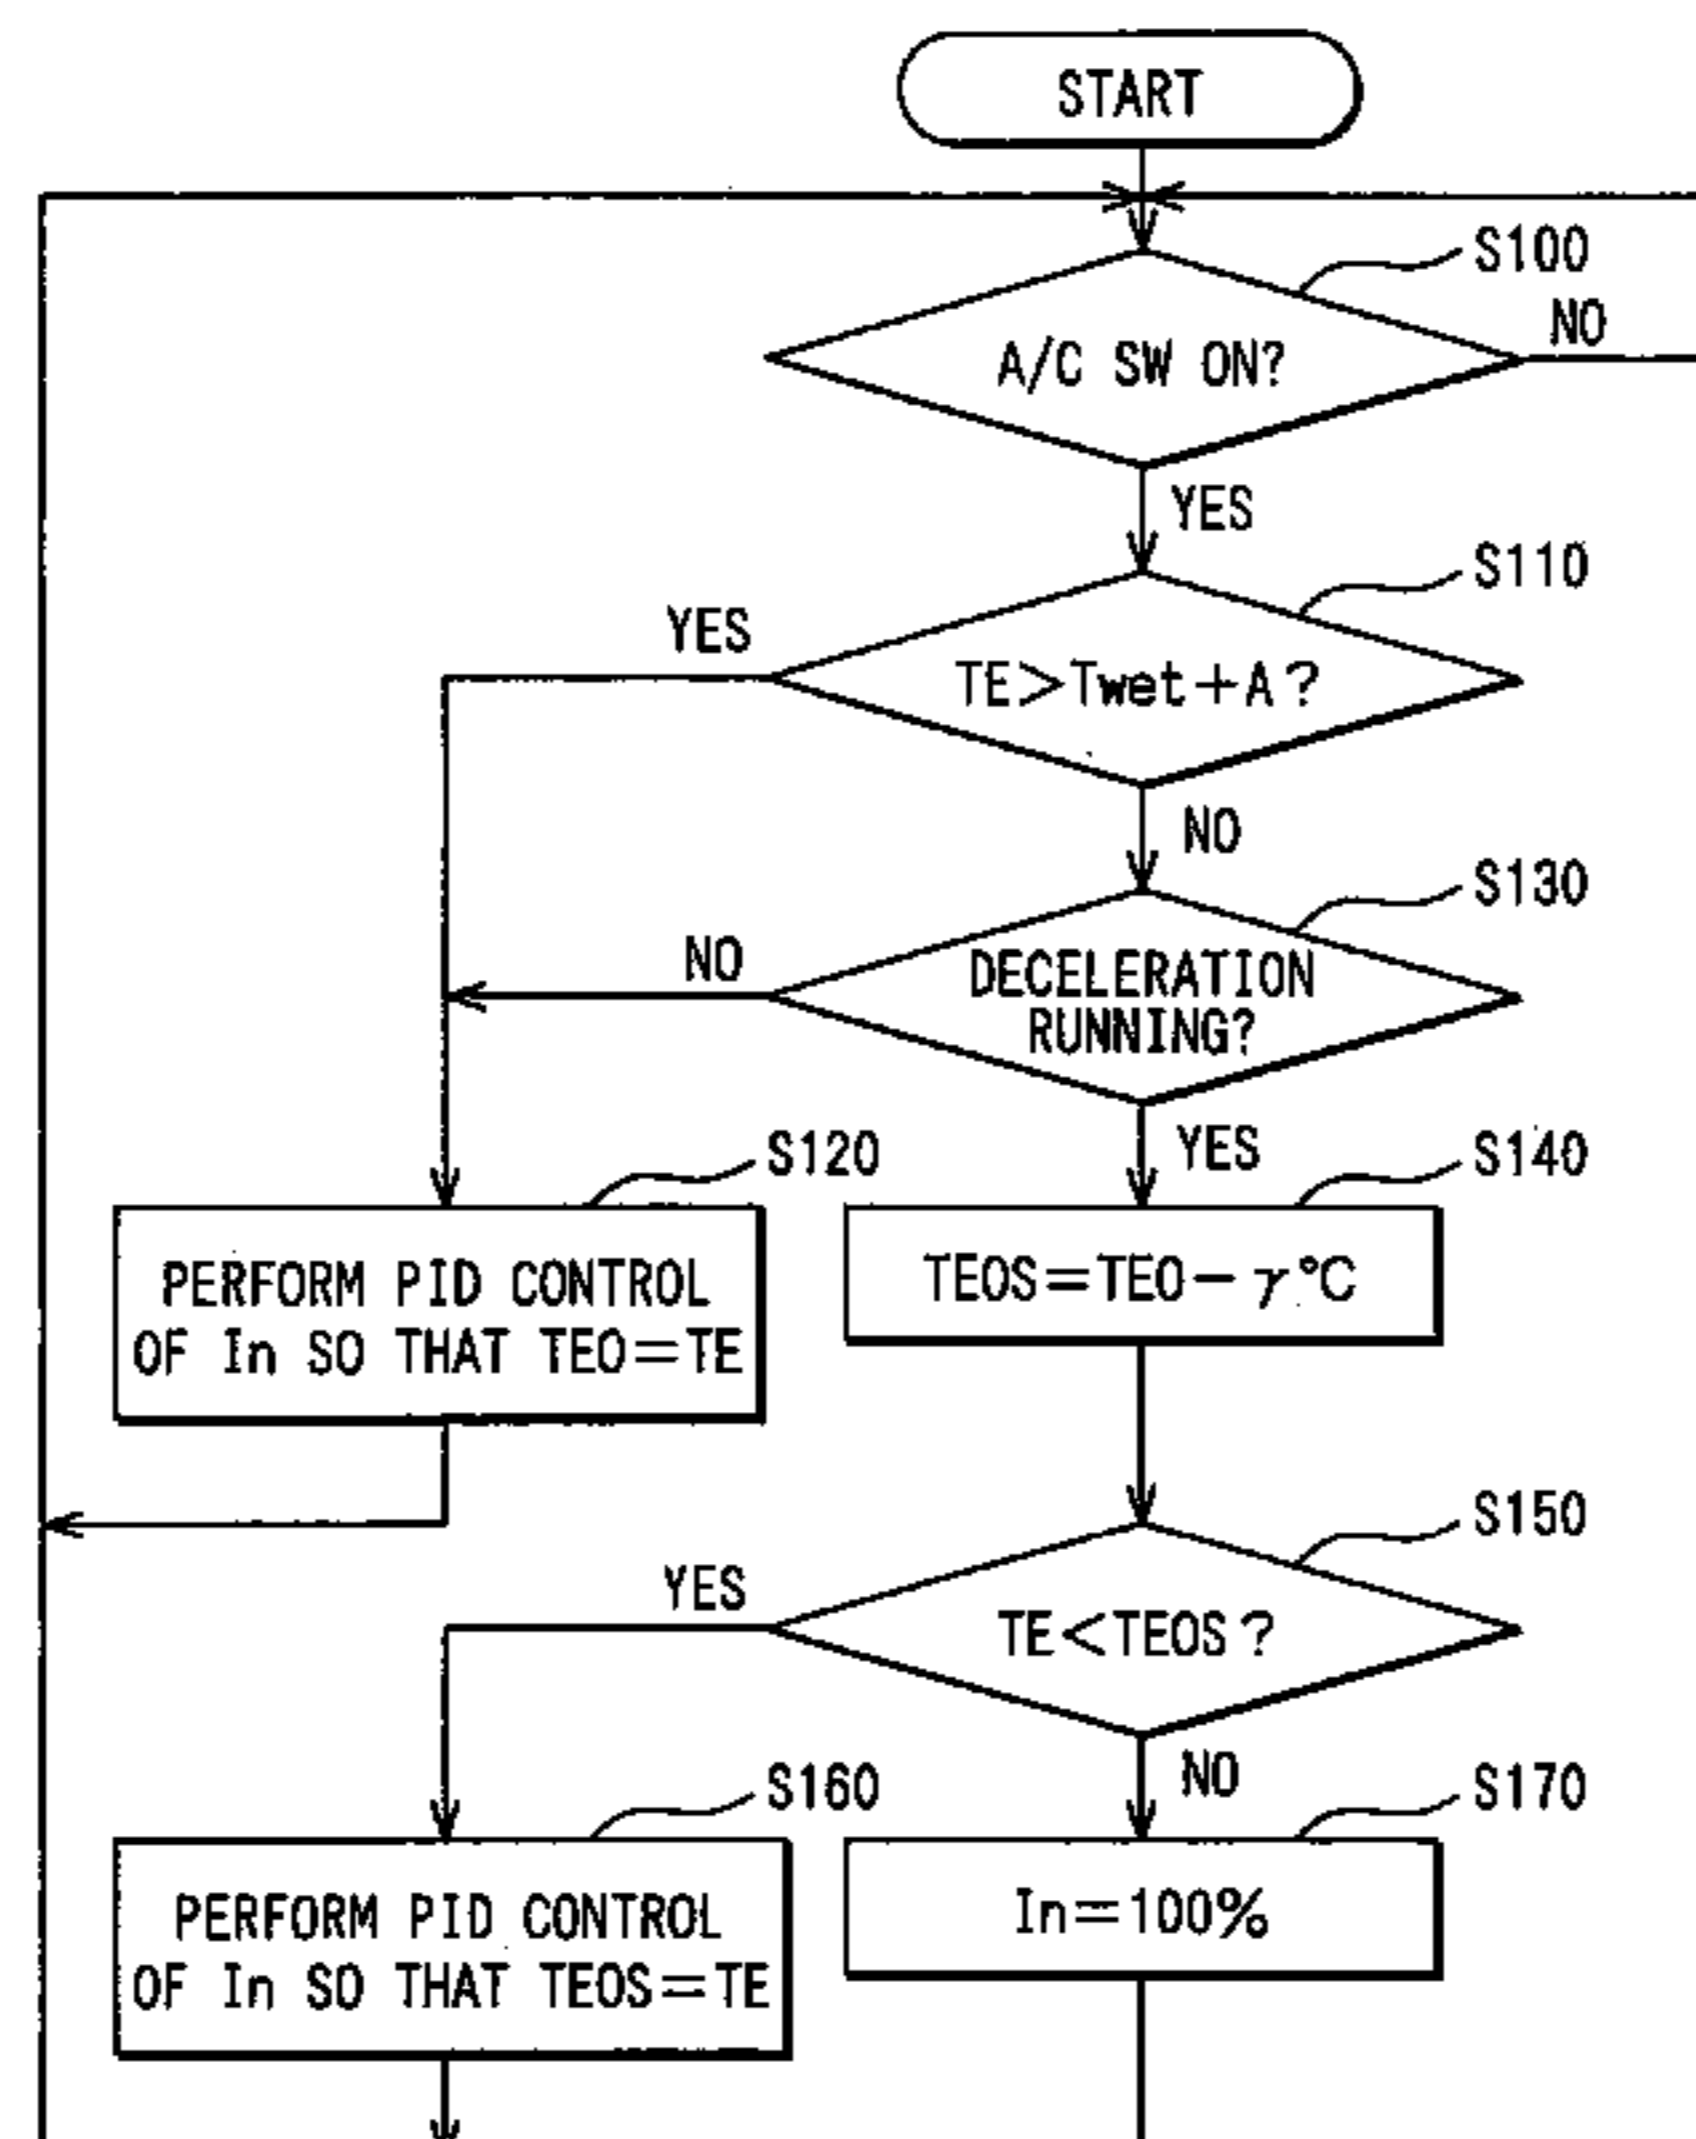 START
S100
A/C SW ON?
NO
YES
S110
YES
TE>Twet+A?
NO
S130
NO
DECELERATION
RUNNING?
YES
S120
S140
PERFORM PID CONTROL
OF In SO THAT TEO=TE
TEOS=TEO-γ°C
S150
YES
TE<TEOS?
NO
S160
S170
PERFORM PID CONTROL
OF In SO THAT TEOS=TE
In=100%